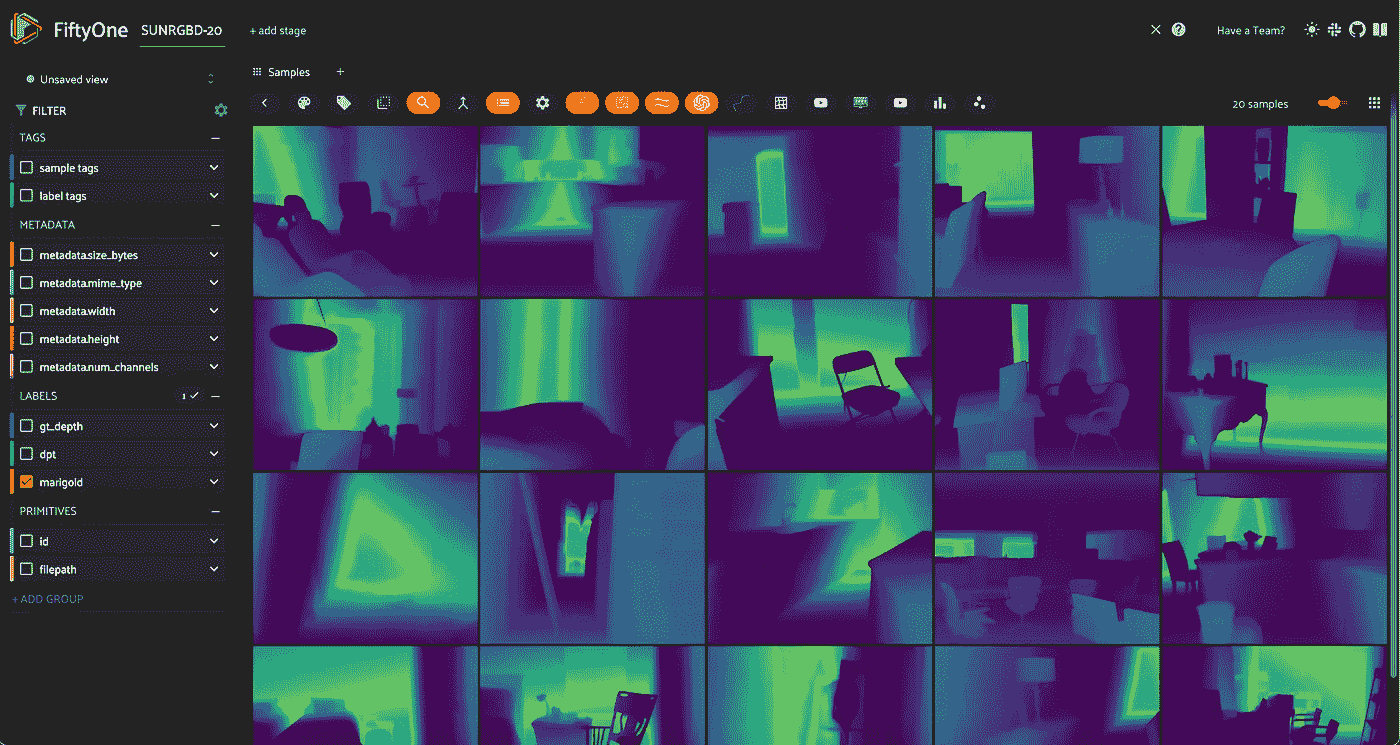 FiftyOne
SUNRGBD-20
+ add stage
Have a Team?
Unsaved view
Samples
+
FILTER
20 samples
TAGS
sample tags
label tags
METADATA
metadata.size_bytes
metadata.mime_type
metadata.width
metadata.height
metadata.num_channels
LABELS
1
gt_depth
dpt
marigold
PRIMITIVES
id
filepath
+ ADD GROUP